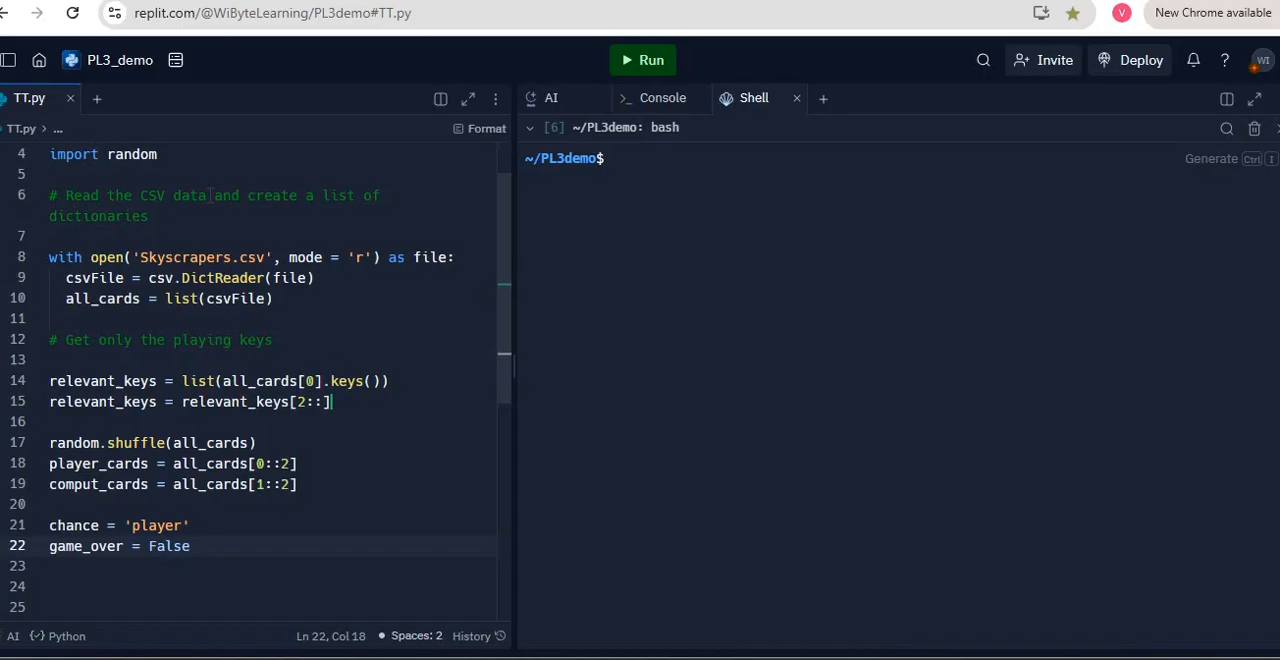 replit.com/@WiByteLearning/PL3demo#TT.py
V
New Chrome available
PL3_demo
Run
Invite
Deploy
?
WI
TT.py
AI
Console
Shell
TT.py > ...
Format
[6] ~/PL3demo: bash
4 import random
5
6 # Read the CSV data and create a list of
dictionaries
7
8 with open('Skyscrapers.csv', mode = 'r') as file:
9 csvFile = csv.DictReader(file)
10 all_cards = list(csvFile)
11
12 # Get only the playing keys
13
14 relevant_keys = list(all_cards[0].keys())
15 relevant_keys = relevant_keys[2::]
16
17 random.shuffle(all_cards)
18 player_cards = all_cards[0::2]
19 comput_cards = all_cards[1::2]
20
21 chance = 'player'
22 game_over = False
23
24
25
~/PL3demo$
Generate Ctrl I
AI
Python
Ln 22, Col 18
Spaces: 2
History